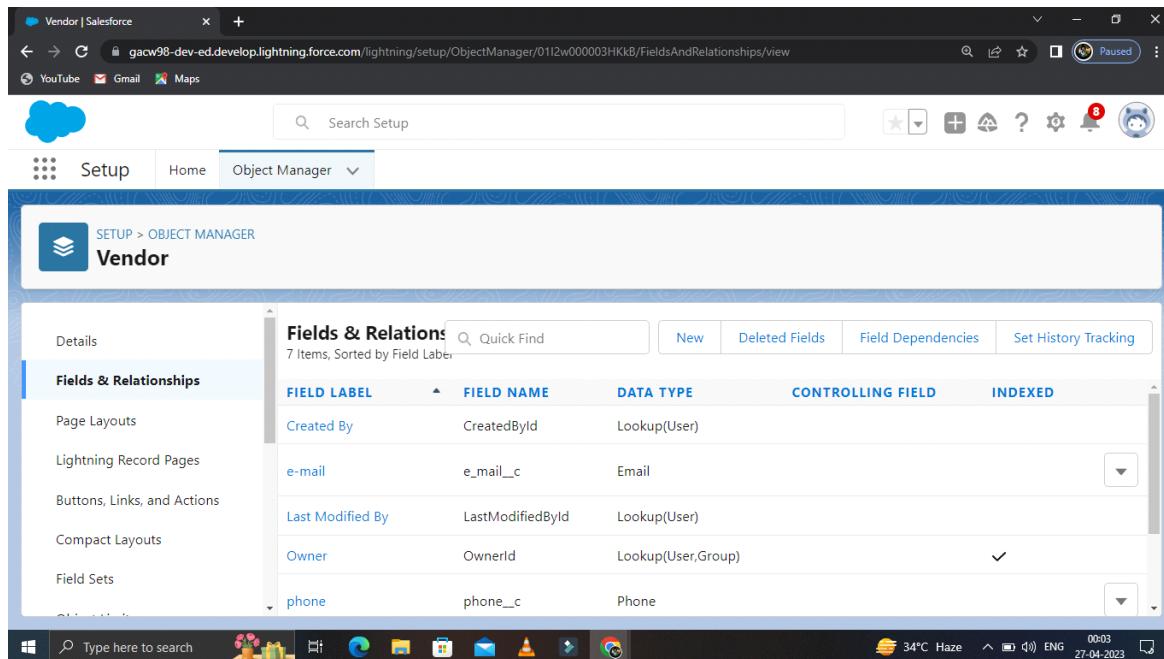 Vendor | Salesforce
gacw98-dev-ed.develop.lightning.force.com/lightning/setup/ObjectManager/01I2w000003HKkB/FieldsAndRelationships/view
Paused
YouTube Gmail Maps
Search Setup
8
Setup Home Object Manager
SETUP > OBJECT MANAGER
Vendor
Details
Fields & Relationships
Page Layouts
Lightning Record Pages
Buttons, Links, and Actions
Compact Layouts
Field Sets
Fields & Relations
7 Items, Sorted by Field Label
Quick Find
New Deleted Fields Field Dependencies Set History Tracking
FIELD LABEL FIELD NAME DATA TYPE CONTROLLING FIELD INDEXED
Created By CreatedById Lookup(User)
e-mail e_mail__c Email
Last Modified By LastModifiedById Lookup(User)
Owner OwnerId Lookup(User,Group)
phone phone__c Phone
Type here to search
34°C Haze
ENG
00:03
27-04-2023